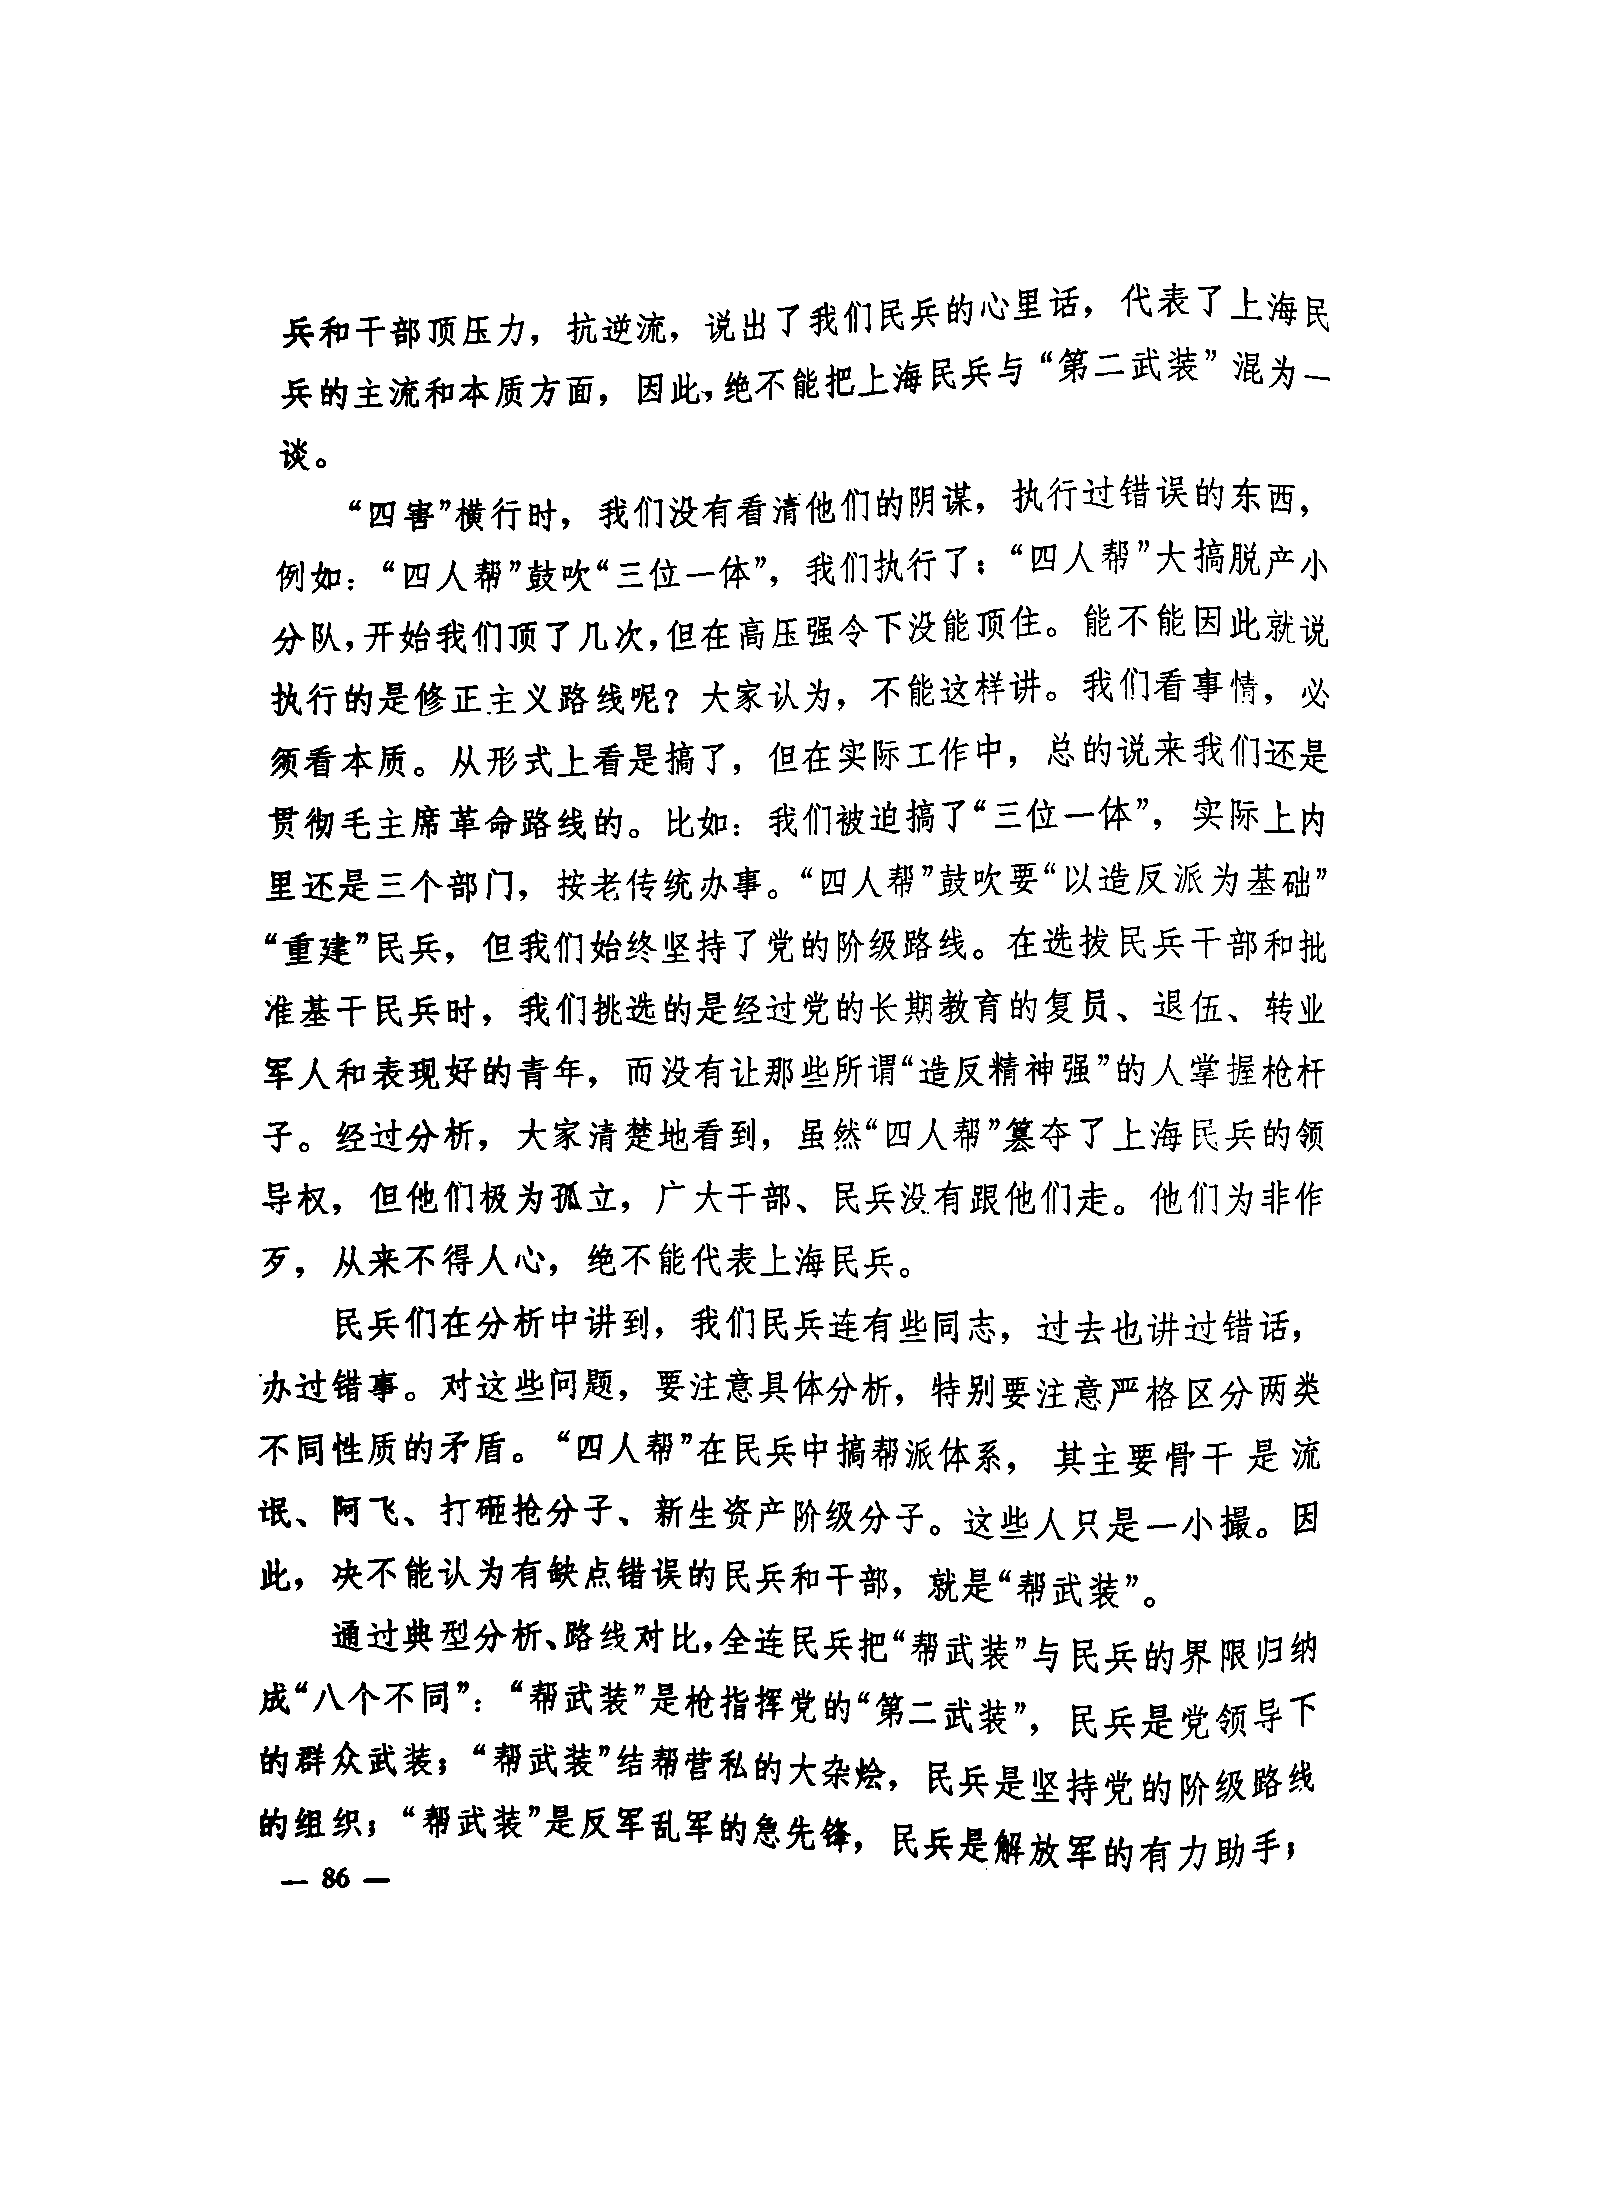 兵和干部顶压力，抗逆流，说出了我们民兵的心里话，代表了上海民
兵的主流和本质方面，因此，绝不能把上海民兵与“第二武装”混为一
谈。
“四害”横行时，我们没有看清他们的阴谋，执行过错误的东西，
例如：“四人帮”鼓吹“三位一体”，我们执行了；“四人帮”大搞脱产小
分队，开始我们顶了几次，但在高压强令下没能顶住。能不能因此就说
执行的是修正主义路线呢？大家认为，不能这样讲。我们看事情，必
须看本质。从形式上看是搞了，但在实际工作中，总的说来我们还是
贯彻毛主席革命路线的。比如：我们被迫搞了“三位一体”，实际上内
里还是三个部门，按老传统办事。“四人帮”鼓吹要“以造反派为基础”
“重建”民兵，但我们始终坚持了党的阶级路线。在选拔民兵干部和批
准基干民兵时，我们挑选的是经过党的长期教育的复员、退伍、转业
军人和表现好的青年，而没有让那些所谓“造反精神强”的人掌握枪杆
子。经过分析，大家清楚地看到，虽然“四人帮”篡夺了上海民兵的领
导权，但他们极为孤立，广大干部、民兵没有跟他们走。他们为非作
歹，从来不得人心，绝不能代表上海民兵。
民兵们在分析中讲到，我们民兵连有些同志，过去也讲过错话，
办过错事。对这些问题，要注意具体分析，特别要注意严格区分两类
不同性质的矛盾。“四人帮”在民兵中搞帮派体系，其主要骨干是流
氓、阿飞、打砸抢分子、新生资产阶级分子。这些人只是一小撮。因
此，决不能认为有缺点错误的民兵和干部，就是“帮武装”。
通过典型分析、路线对比，全连民兵把“帮武装”与民兵的界限归纳
成“八个不同”：“帮武装”是枪指挥党的“第二武装”，民兵是党领导下
的群众武装；“帮武装”结帮营私的大杂烩，民兵是坚持党的阶级路线
的组织；“帮武装”是反军乱军的急先锋，民兵是解放军的有力助手；
— 86 —